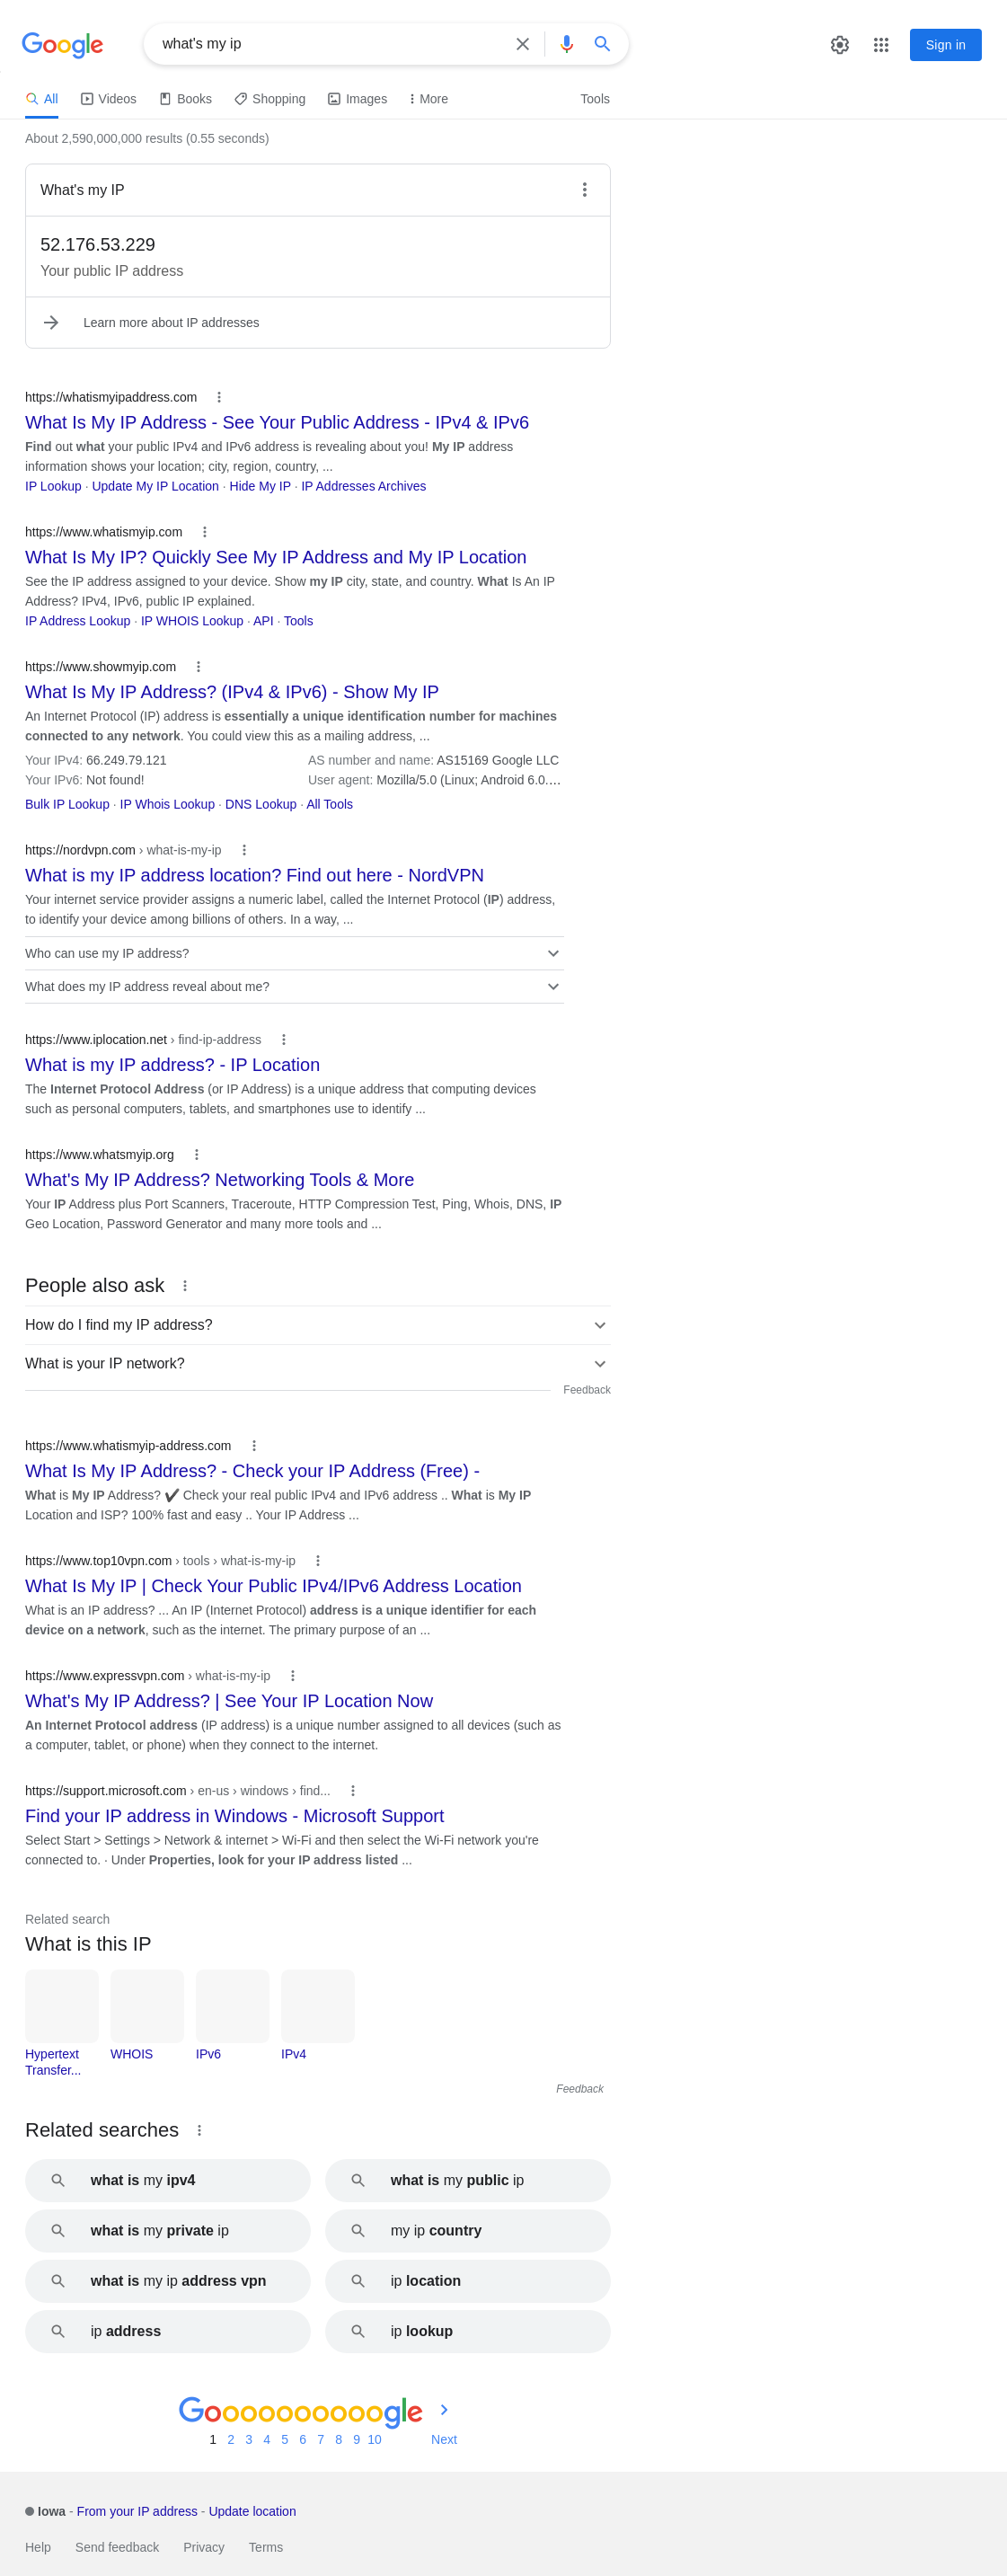 Google
what's my ip
Sign in
All
Videos
Books
Shopping
Images
More
Tools
About 2,590,000,000 results (0.55 seconds)
What's my IP
52.176.53.229
Your public IP address
Learn more about IP addresses
https://whatismyipaddress.com
What Is My IP Address - See Your Public Address - IPv4 & IPv6
Find out what your public IPv4 and IPv6 address is revealing about you! My IP address
information shows your location; city, region, country, ...
IP Lookup · Update My IP Location · Hide My IP · IP Addresses Archives
https://www.whatismyip.com
What Is My IP? Quickly See My IP Address and My IP Location
See the IP address assigned to your device. Show my IP city, state, and country. What Is An IP
Address? IPv4, IPv6, public IP explained.
IP Address Lookup · IP WHOIS Lookup · API · Tools
https://www.showmyip.com
What Is My IP Address? (IPv4 & IPv6) - Show My IP
An Internet Protocol (IP) address is essentially a unique identification number for machines
connected to any network. You could view this as a mailing address, ...
Your IPv4: 66.249.79.121
AS number and name: AS15169 Google LLC
Your IPv6: Not found!
User agent: Mozilla/5.0 (Linux; Android 6.0....
Bulk IP Lookup · IP Whois Lookup · DNS Lookup · All Tools
https://nordvpn.com › what-is-my-ip
What is my IP address location? Find out here - NordVPN
Your internet service provider assigns a numeric label, called the Internet Protocol (IP) address,
to identify your device among billions of others. In a way, ...
Who can use my IP address?
What does my IP address reveal about me?
https://www.iplocation.net › find-ip-address
What is my IP address? - IP Location
The Internet Protocol Address (or IP Address) is a unique address that computing devices
such as personal computers, tablets, and smartphones use to identify ...
https://www.whatsmyip.org
What's My IP Address? Networking Tools & More
Your IP Address plus Port Scanners, Traceroute, HTTP Compression Test, Ping, Whois, DNS, IP
Geo Location, Password Generator and many more tools and ...
People also ask
How do I find my IP address?
What is your IP network?
Feedback
https://www.whatismyip-address.com
What Is My IP Address? - Check your IP Address (Free) -
What is My IP Address? ✔ Check your real public IPv4 and IPv6 address .. What is My IP
Location and ISP? 100% fast and easy .. Your IP Address ...
https://www.top10vpn.com › tools › what-is-my-ip
What Is My IP | Check Your Public IPv4/IPv6 Address Location
What is an IP address? ... An IP (Internet Protocol) address is a unique identifier for each
device on a network, such as the internet. The primary purpose of an ...
https://www.expressvpn.com › what-is-my-ip
What's My IP Address? | See Your IP Location Now
An Internet Protocol address (IP address) is a unique number assigned to all devices (such as
a computer, tablet, or phone) when they connect to the internet.
https://support.microsoft.com › en-us › windows › find...
Find your IP address in Windows - Microsoft Support
Select Start > Settings > Network & internet > Wi-Fi and then select the Wi-Fi network you're
connected to. · Under Properties, look for your IP address listed ...
Related search
What is this IP
Hypertext
Transfer...
WHOIS
IPv6
IPv4
Feedback
Related searches
what is my ipv4
what is my public ip
what is my private ip
my ip country
what is my ip address vpn
ip location
ip address
ip lookup
Goooooooooogle
1 2 3 4 5 6 7 8 9 10 Next
Iowa - From your IP address - Update location
Help
Send feedback
Privacy
Terms